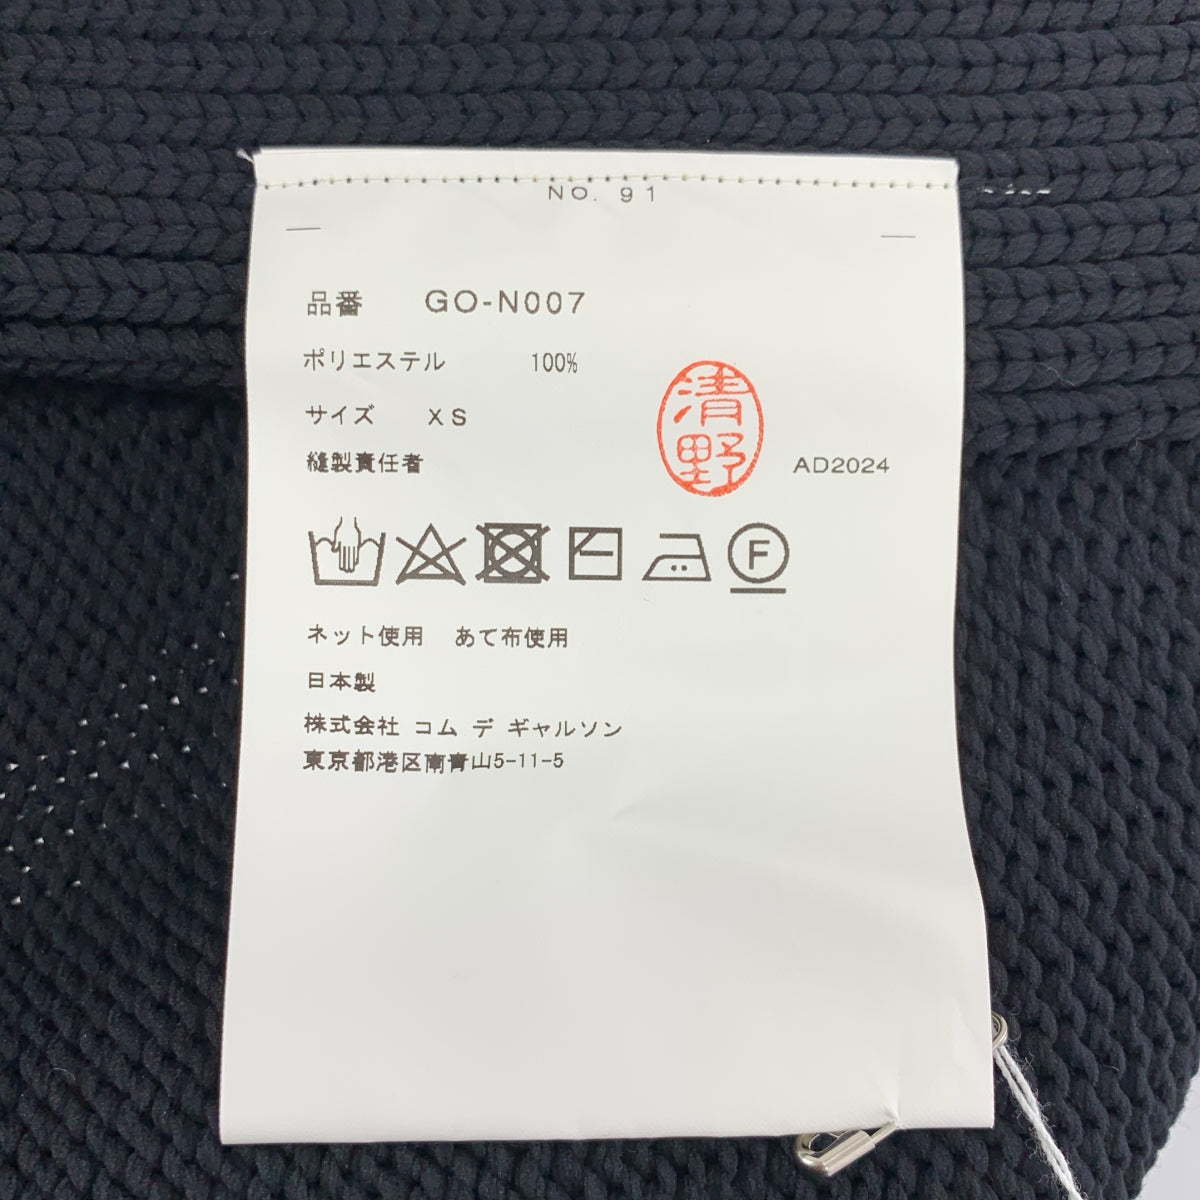 NO. 91
品番 GO-N007
ポリエステル 100%
サイズ XS
清野
縫製責任者 AD2024
F
ネット使用 あて布使用
日本製
株式会社 コム デ ギャルソン
東京都港区南青山5-11-5